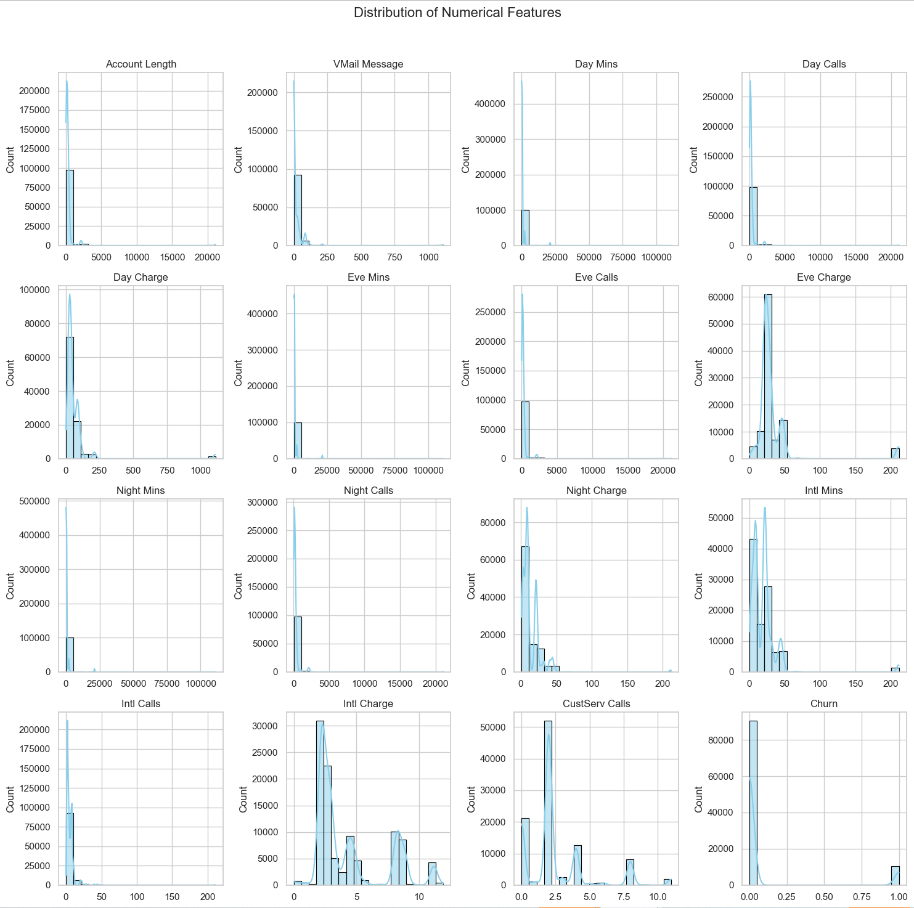 Distribution of Numerical Features
Account Length
VMail Message
Day Mins
Day Calls
Count
200000
175000
150000
125000
100000
75000
50000
25000
0
0 5000 10000 15000 20000
Count
200000
150000
100000
50000
0
0 250 500 750 1000
Count
400000
300000
200000
100000
0
0 25000 50000 75000 100000
Count
250000
200000
150000
100000
50000
0
0 5000 10000 15000 20000
Day Charge
Eve Mins
Eve Calls
Eve Charge
Count
100000
80000
60000
40000
20000
0
0 250 500 750 1000
Count
400000
300000
200000
100000
0
0 25000 50000 75000 100000
Count
250000
200000
150000
100000
50000
0
0 5000 10000 15000 20000
Count
60000
50000
40000
30000
20000
10000
0
0 50 100 150 200
Night Mins
Night Calls
Night Charge
Intl Mins
Count
500000
400000
300000
200000
100000
0
0 25000 50000 75000 100000
Count
300000
250000
200000
150000
100000
50000
0
0 5000 10000 15000 20000
Count
80000
60000
40000
20000
0
0 50 100 150 200
Count
50000
40000
30000
20000
10000
0
0 50 100 150 200
Intl Calls
Intl Charge
CustServ Calls
Churn
Count
200000
175000
150000
125000
100000
75000
50000
25000
0
0 50 100 150 200
Count
30000
25000
20000
15000
10000
5000
0
0 5 10
Count
50000
40000
30000
20000
10000
0
0.0 2.5 5.0 7.5 10.0
Count
80000
60000
40000
20000
0
0.00 0.25 0.50 0.75 1.00